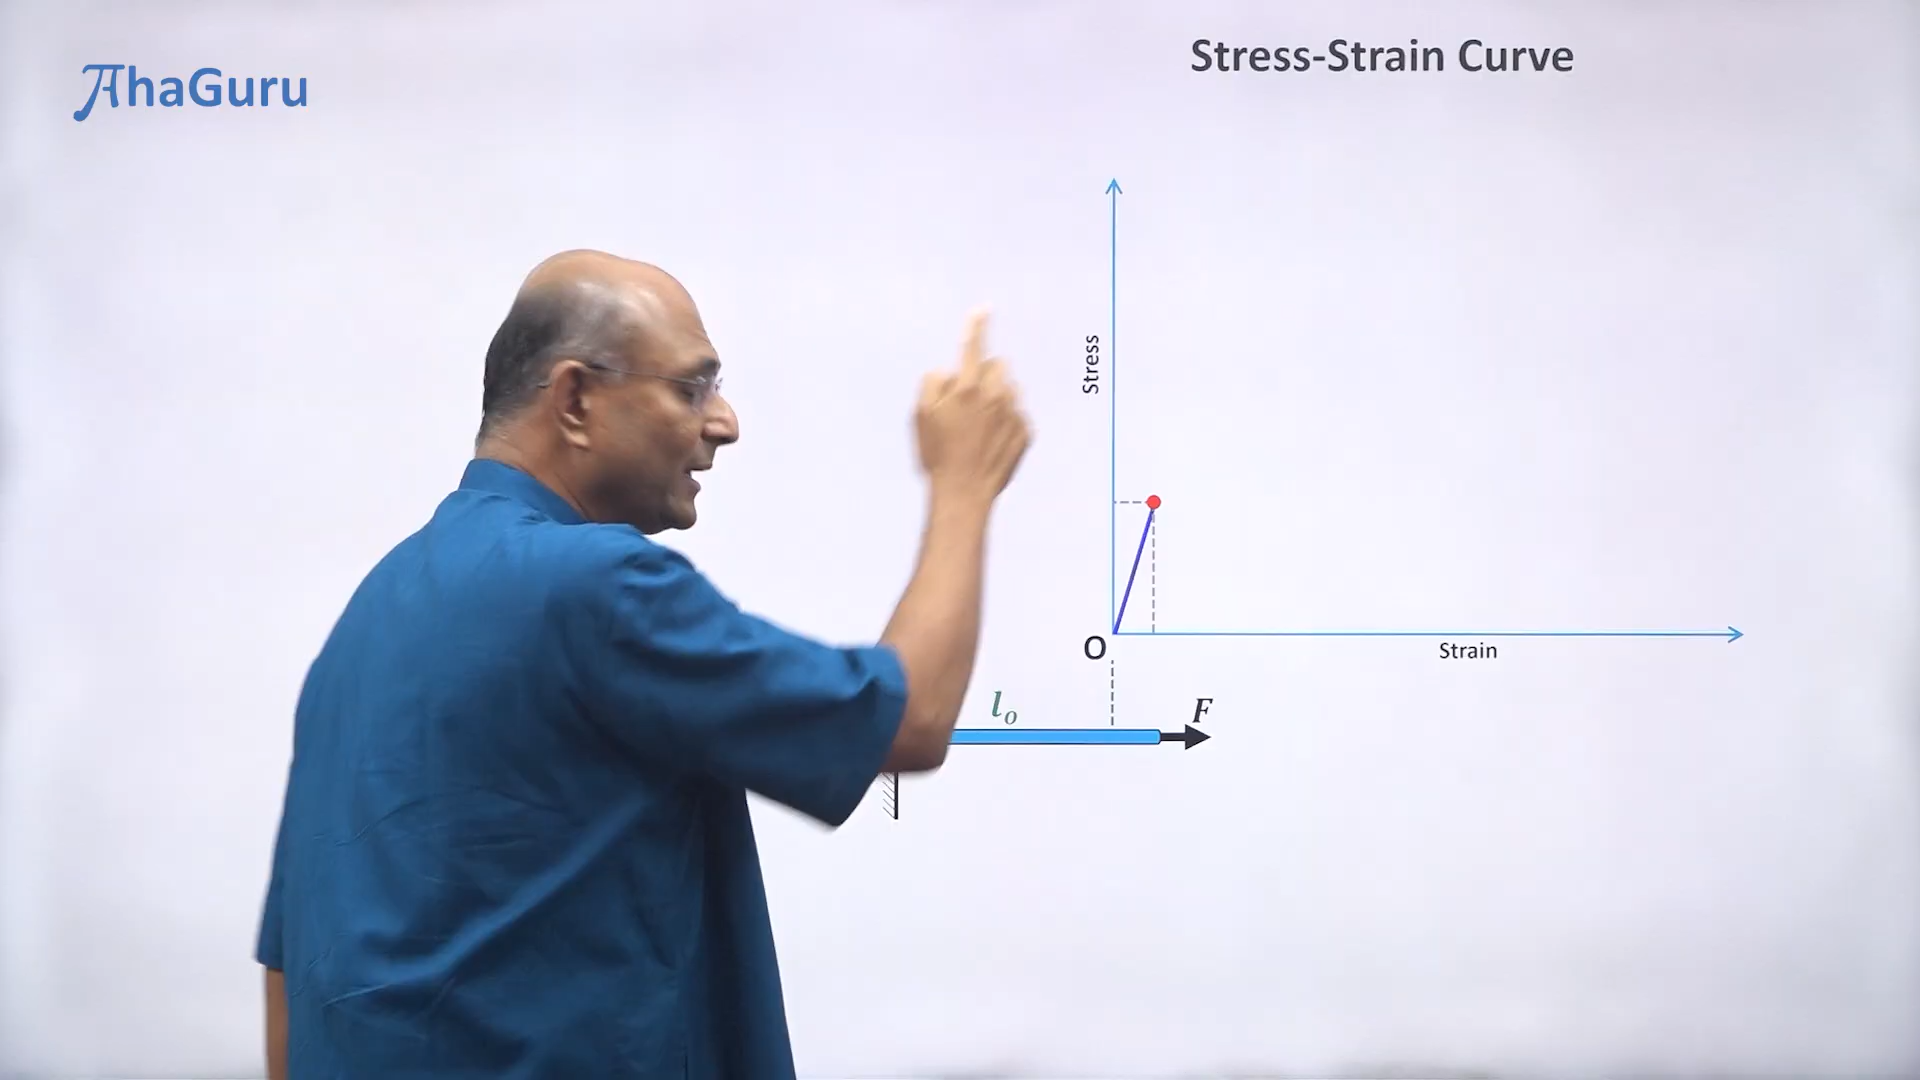 AhaGuru
Stress-Strain Curve
Stress
O
Strain
l₀
F